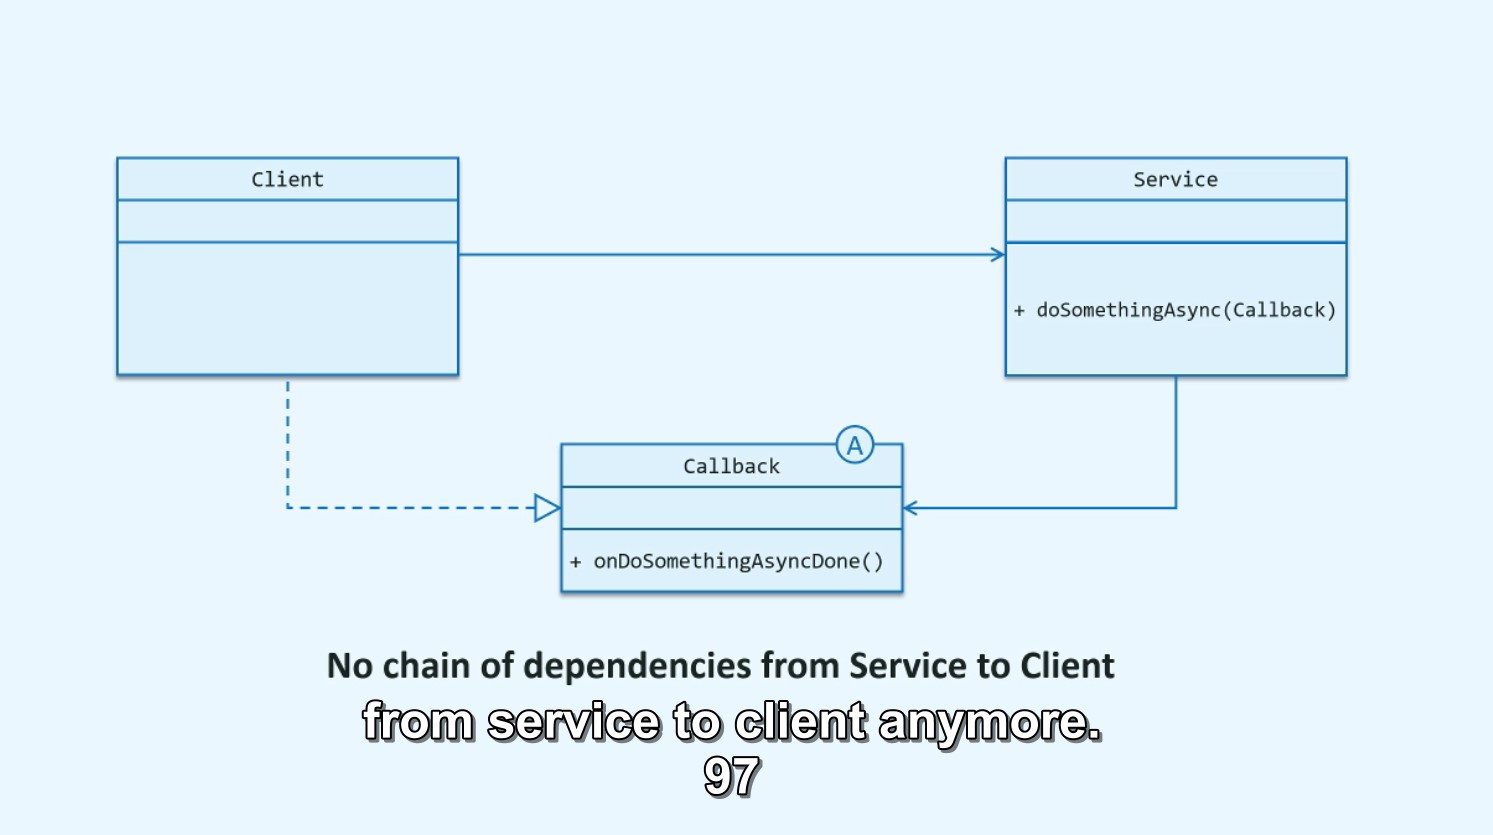 Client
Service
+ doSomethingAsync(Callback)
A
Callback
+ onDoSomethingAsyncDone()
No chain of dependencies from Service to Client
from service to client anymore.
97